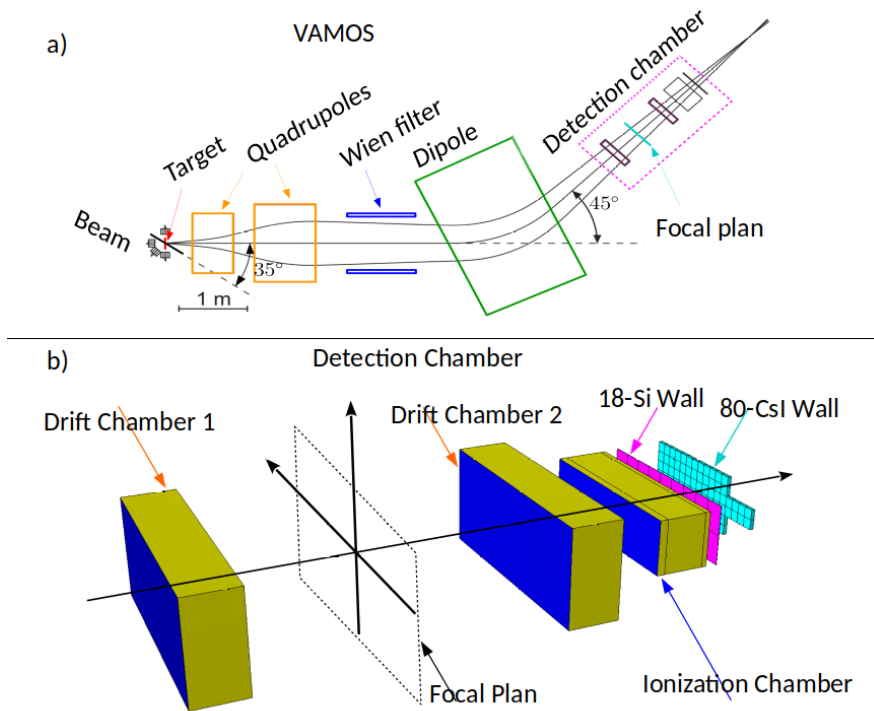 a)
VAMOS
Beam
Target
Quadrupoles
Wien filter
Dipole
Detection chamber
35°
45°
Focal plan
1 m
b)
Detection Chamber
Drift Chamber 1
Drift Chamber 2
18-Si Wall
80-CsI Wall
Focal Plan
Ionization Chamber